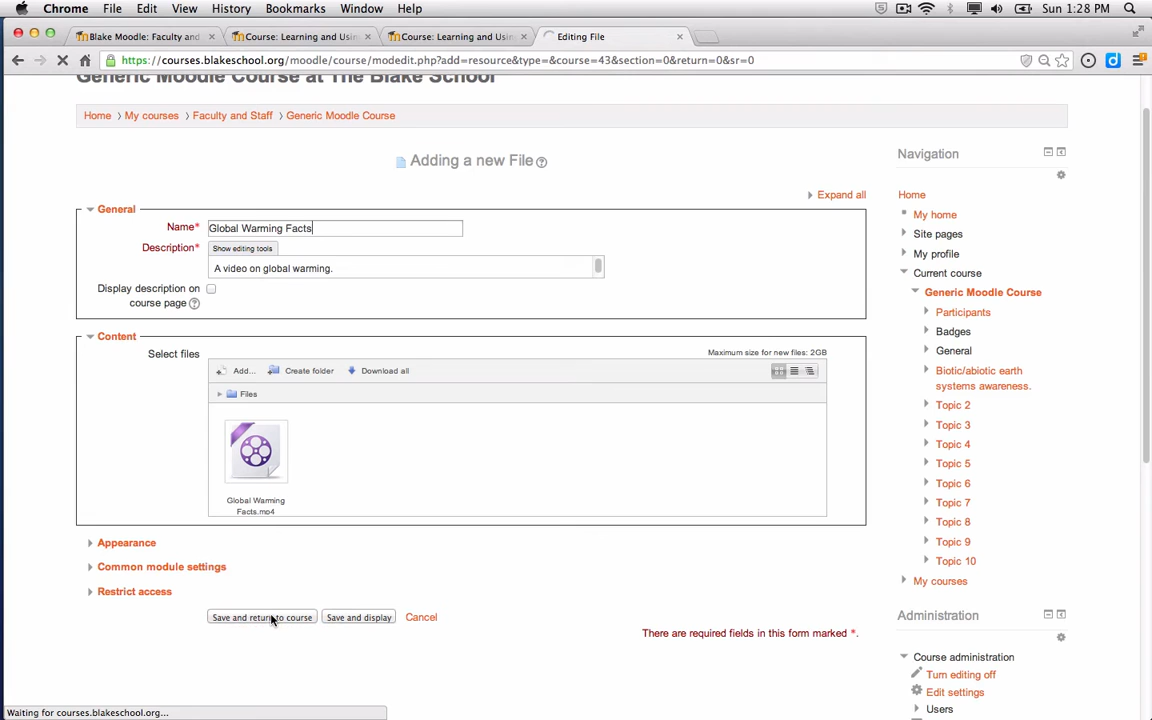 Chrome File Edit View History Bookmarks Window Help Sun 1:28 PM
Blake Moodle: Faculty and Course: Learning and Usin Course: Learning and Usin Editing File
https://courses.blakeschool.org/moodle/course/modedit.php?add=resource&type=&course=43&section=0&return=0&sr=0
Generic Moodle Course at The Blake School
Home My courses Faculty and Staff Generic Moodle Course
Adding a new File
Expand all
General
Name* Global Warming Facts
Description* Show editing tools
A video on global warming.
Display description on
course page
Content
Select files Maximum size for new files: 2GB
Add... Create folder Download all
Files
Global Warming
Facts.mp4
Appearance
Common module settings
Restrict access
Save and return to course Save and display Cancel
There are required fields in this form marked *.
Navigation
Home
My home
Site pages
My profile
Current course
Generic Moodle Course
Participants
Badges
General
Biotic/abiotic earth
systems awareness.
Topic 2
Topic 3
Topic 4
Topic 5
Topic 6
Topic 7
Topic 8
Topic 9
Topic 10
My courses
Administration
Course administration
Turn editing off
Edit settings
Users
Waiting for courses.blakeschool.org...